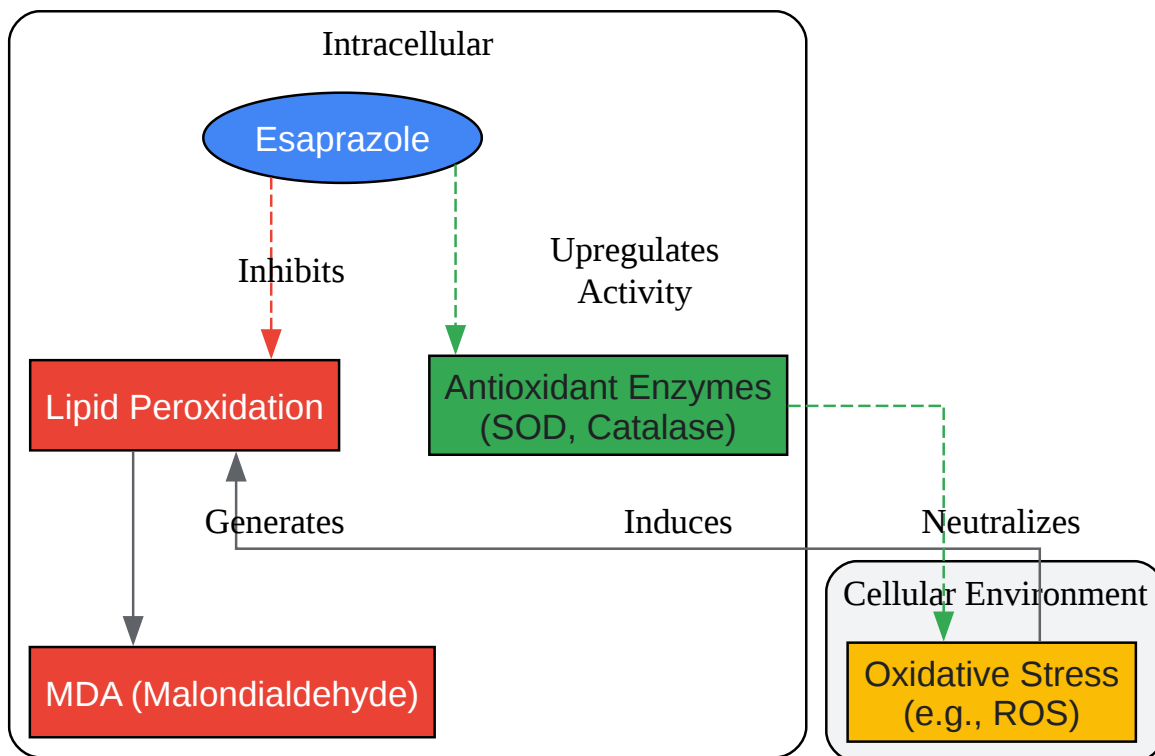 Intracellular
Esaprazole
Inhibits
Upregulates
Activity
Lipid Peroxidation
Antioxidant Enzymes
(SOD, Catalase)
Generates
Induces
Neutralizes
Cellular Environment
MDA (Malondialdehyde)
Oxidative Stress
(e.g., ROS)